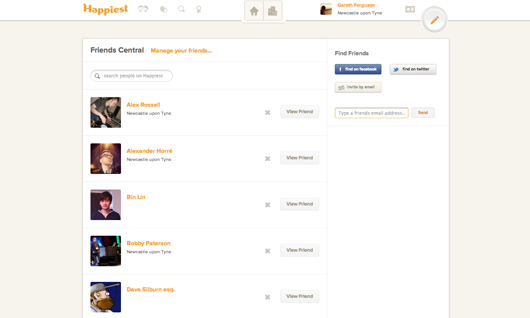 Happiest
Gareth Ferguson
Newcastle upon Tyne
Friends Central
Manage your friends...
search people on Happiest
Alex Rossell
Newcastle upon Tyne
View Friend
Alexander Horré
Newcastle upon Tyne
View Friend
Bin Lin
View Friend
Bobby Paterson
Newcastle upon Tyne
View Friend
Dave Silburn esq.
View Friend
Find Friends
f find on facebook
find on twitter
invite by email
Type a friends email address...
Send